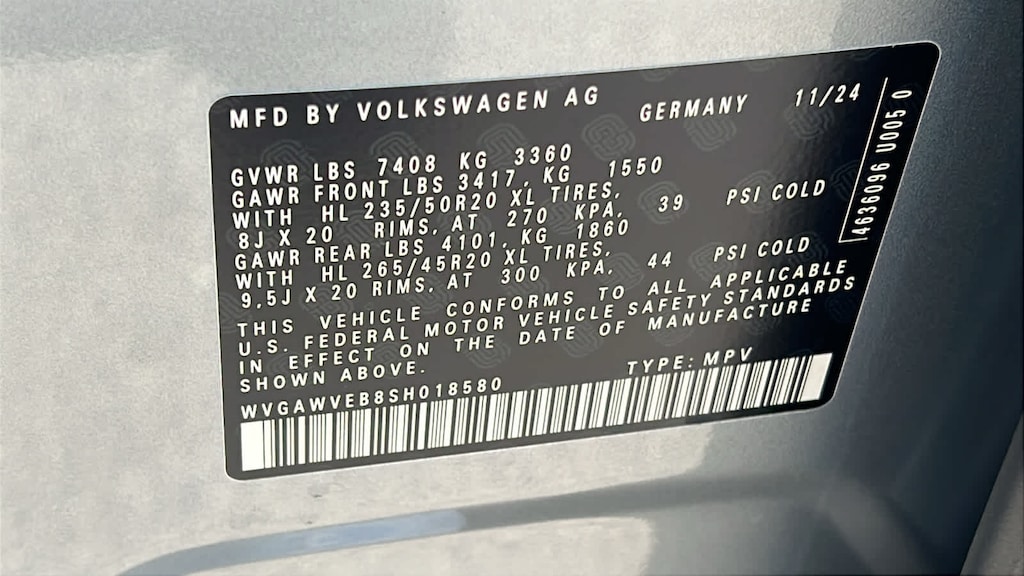 MFD BY VOLKSWAGEN AG GERMANY 11/24
GVWR LBS 7408 KG 3360
GAWR FRONT LBS 3417, KG 1550
WITH HL 235/50R20 XL TIRES,
8J X 20 RIMS, AT 270 KPA, 39 PSI COLD
GAWR REAR LBS 4101, KG 1860
WITH HL 265/45R20 XL TIRES,
9,5J X 20 RIMS, AT 300 KPA, 44 PSI COLD
THIS VEHICLE CONFORMS TO ALL APPLICABLE
U.S. FEDERAL MOTOR VEHICLE SAFETY STANDARDS
IN EFFECT ON THE DATE OF MANUFACTURE
SHOWN ABOVE.
WVGAWVEB8SH018580 TYPE: MPV
4636096 U005 0